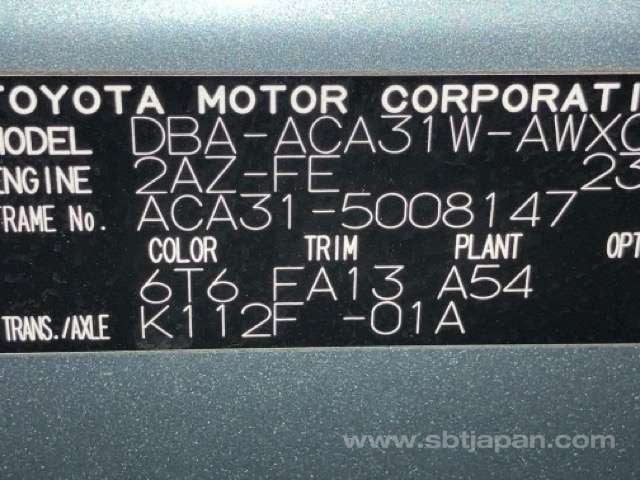 TOYOTA MOTOR CORPORATI
MODEL DBA-ACA31W-AWX
ENGINE 2AZ-FE 23
FRAME No. ACA31-5008147
COLOR TRIM PLANT OPT
6T6 FA13 A54
TRANS./AXLE K112F -01A
www.sbtjapan.com